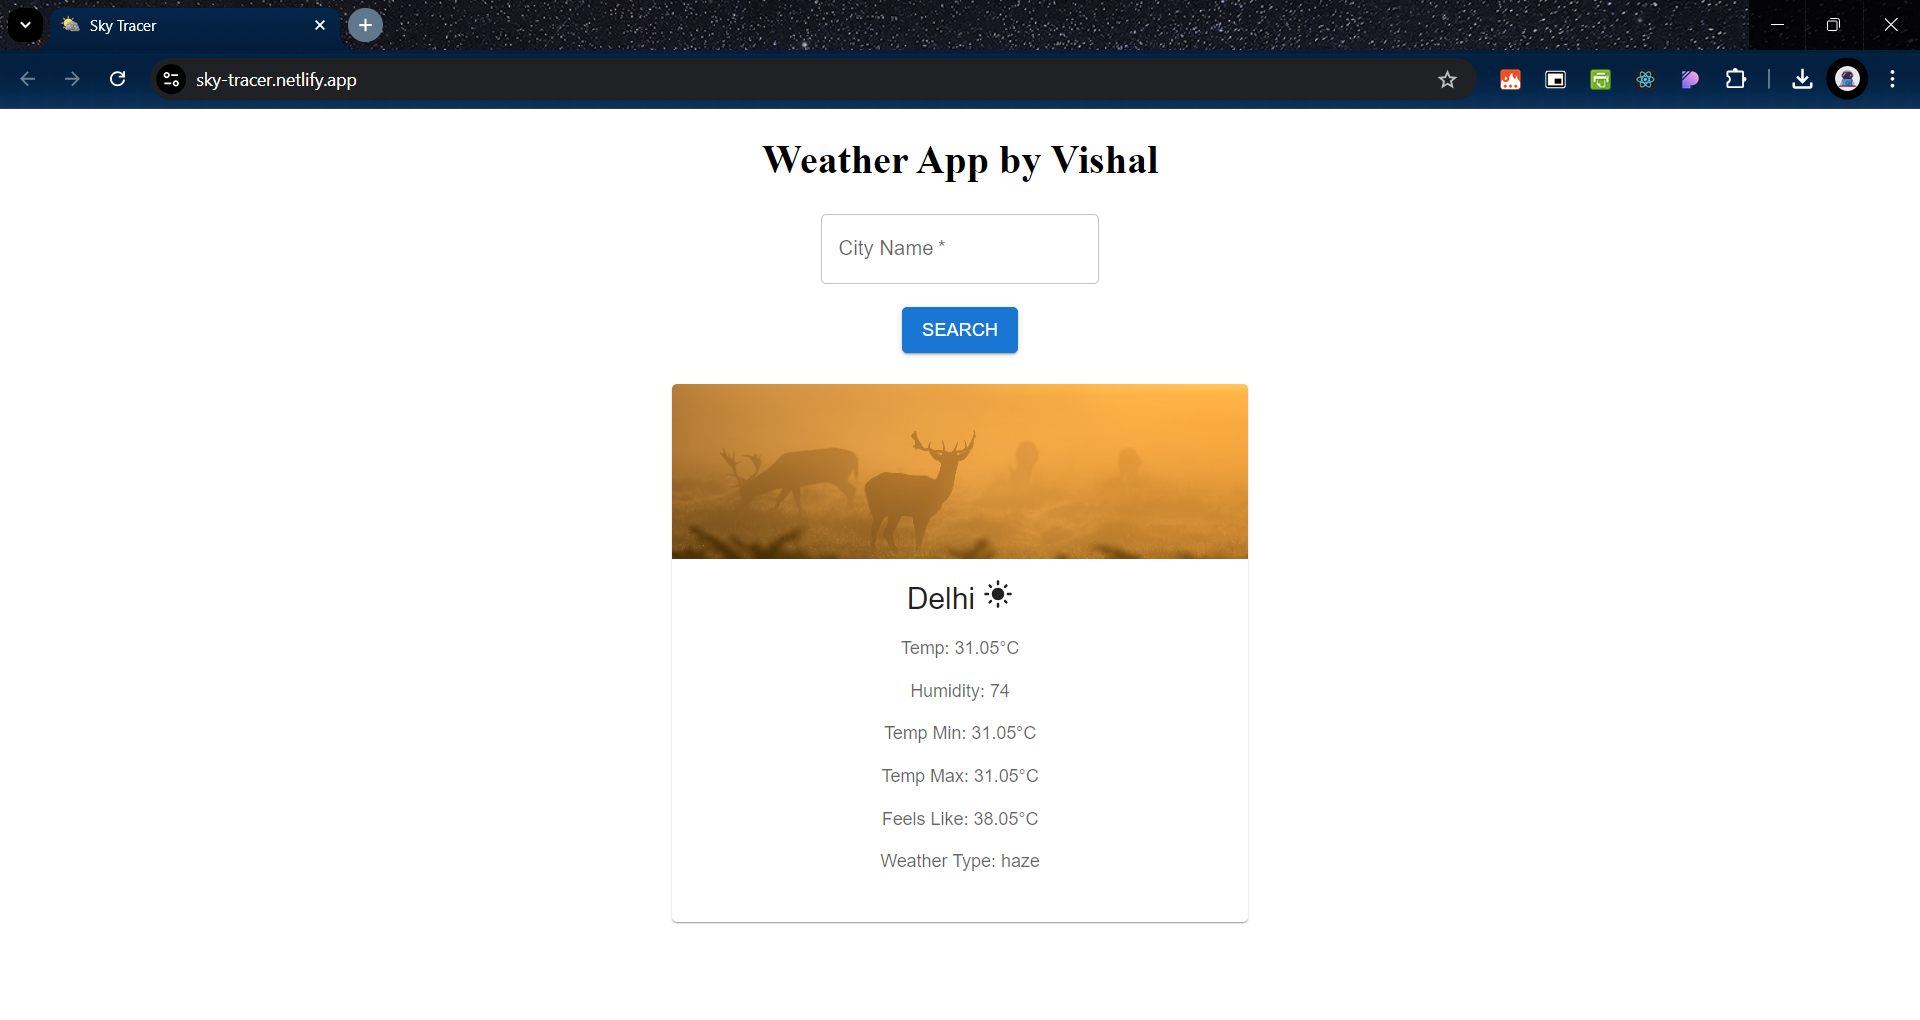 Sky Tracer
sky-tracer.netlify.app
Weather App by Vishal
City Name *
SEARCH
Delhi
Temp: 31.05°C
Humidity: 74
Temp Min: 31.05°C
Temp Max: 31.05°C
Feels Like: 38.05°C
Weather Type: haze